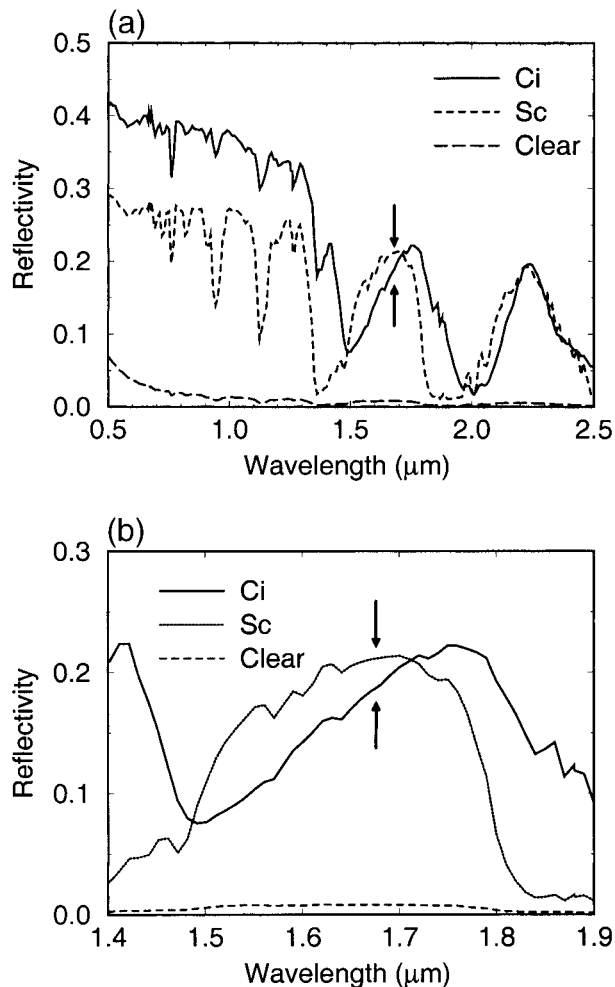 (a)
0.5
0.4
0.3
0.2
0.1
0.0
Reflectivity
Ci
Sc
Clear
0.5 1.0 1.5 2.0 2.5
Wavelength (μm)
(b)
0.3
0.2
0.1
0.0
Reflectivity
Ci
Sc
Clear
1.4 1.5 1.6 1.7 1.8 1.9
Wavelength (μm)